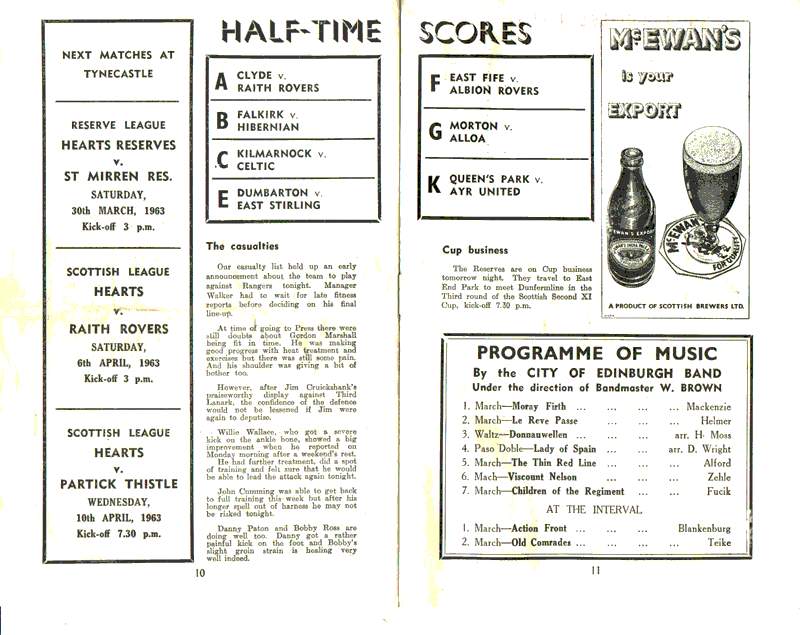 NEXT MATCHES AT
TYNECASTLE
RESERVE LEAGUE
HEARTS RESERVES
v.
ST MIRREN RES.
SATURDAY,
30th MARCH, 1963
Kick-off 3 p.m.
SCOTTISH LEAGUE
HEARTS
v.
RAITH ROVERS
SATURDAY,
6th APRIL, 1963
Kick-off 3 p.m.
SCOTTISH LEAGUE
HEARTS
v.
PARTICK THISTLE
WEDNESDAY,
10th APRIL, 1963
Kick-off 7.30 p.m.
HALF-TIME SCORES
A CLYDE v.
RAITH ROVERS
B FALKIRK v.
HIBERNIAN
C KILMARNOCK v.
CELTIC
E DUMBARTON v.
EAST STIRLING
The casualties
Our casualty list held up an early
announcement about the team to play
against Rangers tonight. Manager
Walker had to wait for late fitness
reports before deciding on his final
line-up.
At time of going to Press there were
still doubts about Gordon Marshall
being fit in time. He was making
good progress with heat treatment and
exercises but there was still some pain.
And his shoulder was giving a bit of
bother too.
However, after Jim Cruickshank's
praiseworthy display against Third
Lanark, the confidence of the defence
would not be lessened if Jim were
again to deputise.
Willie Wallace, who got a severe
kick on the ankle bone, showed a big
improvement when he reported on
Monday morning after a weekend's rest.
He had further treatment, did a spot
of training and felt sure that he would
be able to lead the attack again tonight.
John Cumming was able to get back
to full training this week but after his
longer spell out of harness he may not
be risked tonight.
Danny Paton and Bobby Ross are
doing well too. Danny got a rather
painful kick on the foot and Bobby's
slight groin strain is healing very
well indeed.
10
F EAST FIFE v.
ALBION ROVERS
G MORTON v.
ALLOA
K QUEEN'S PARK v.
AYR UNITED
Cup business
The Reserves are on Cup business
tomorrow night. They travel to East
End Park to meet Dunfermline in the
Third round of the Scottish Second XI
Cup, kick-off 7.30 p.m.
McEWAN'S
is your
EXPORT
McEWAN'S EXPORT
McEWAN'S
FOR QUALITY
A PRODUCT OF SCOTTISH BREWERS LTD.
PROGRAMME OF MUSIC
By the CITY OF EDINBURGH BAND
Under the direction of Bandmaster W. BROWN
1. March—Moray Firth ... ... ... Mackenzie
2. March—Le Reve Passe ... ... Helmer
3. Waltz—Donnauwellen ... ... arr. H. Moss
4. Paso Doble—Lady of Spain ... ... arr. D. Wright
5. March—The Thin Red Line ... ... Alford
6. Mach—Viscount Nelson ... ... Zehle
7. March—Children of the Regiment ... ... Fucik
AT THE INTERVAL
1. March—Action Front ... ... ... Blankenburg
2. March—Old Comrades ... ... ... Teike
11